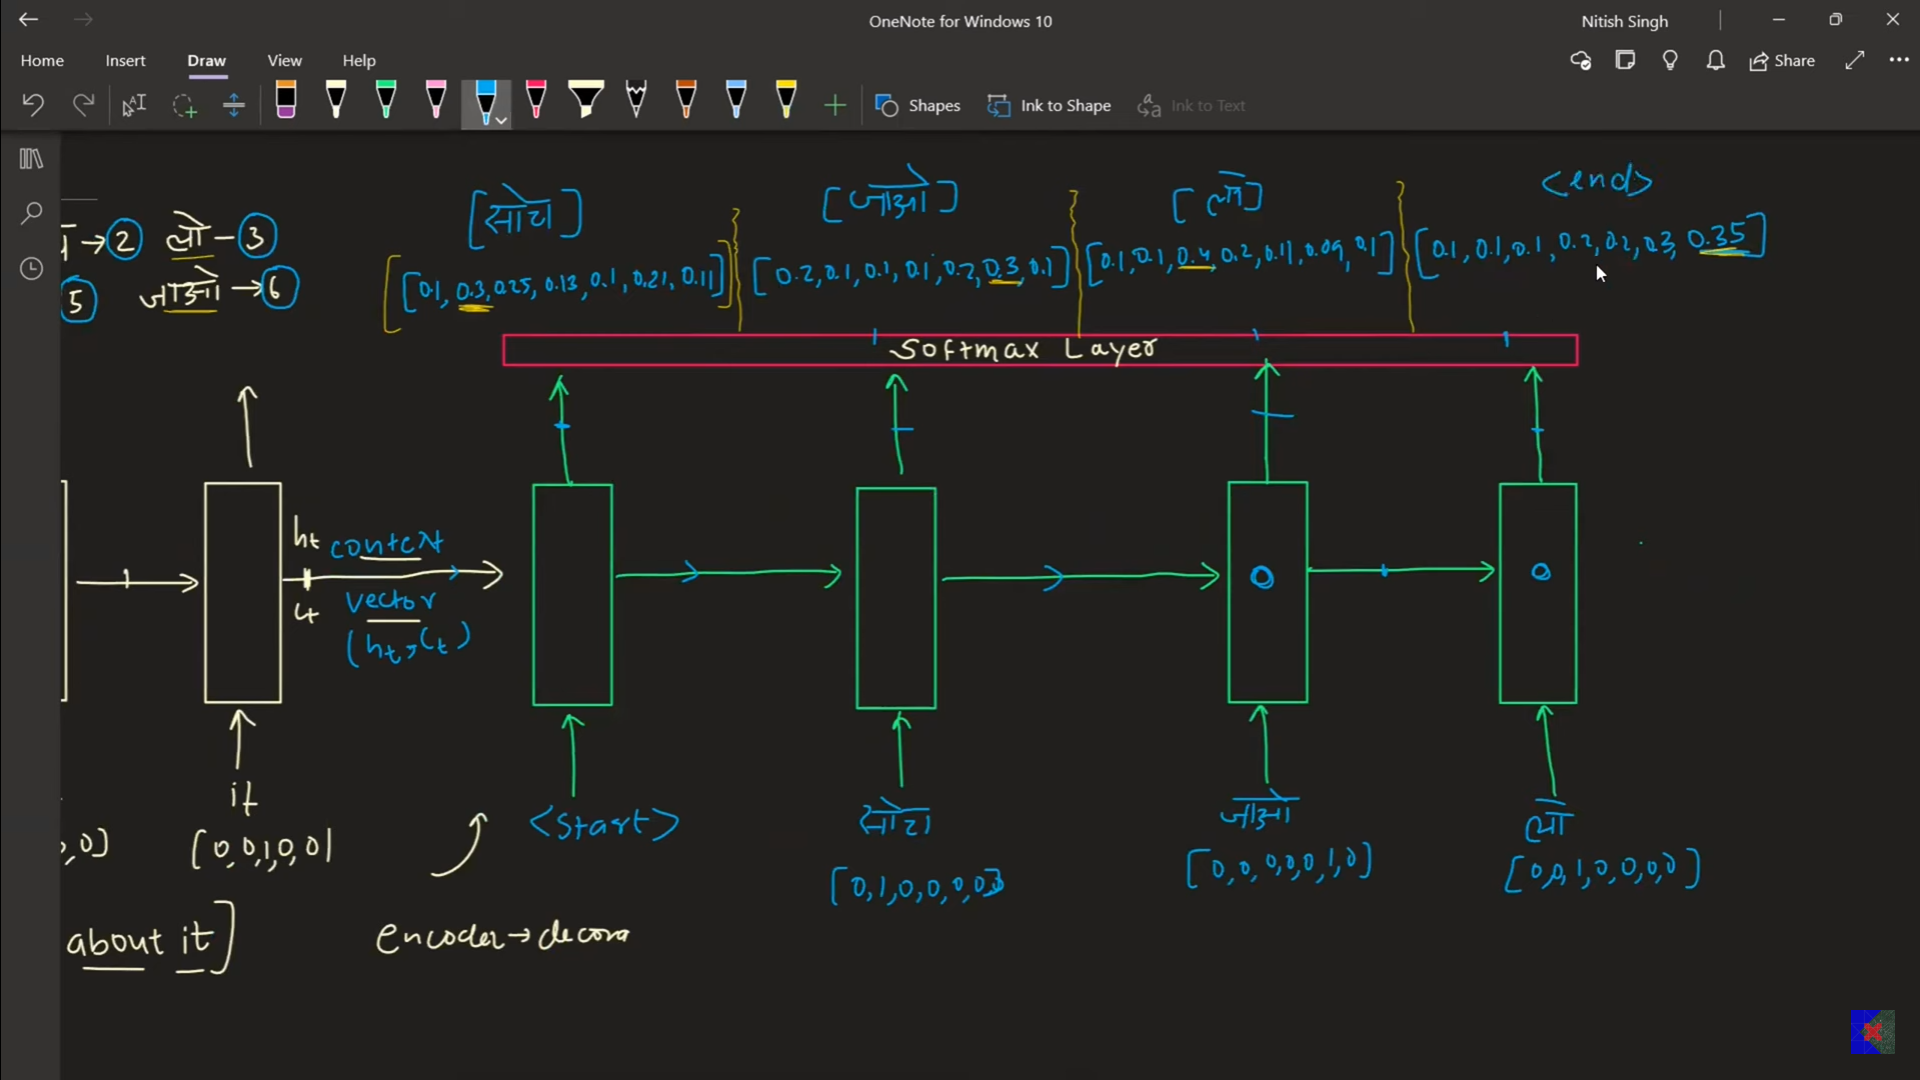 OneNote for Windows 10
Nitish Singh
Home Insert Draw View Help
Share
Shapes Ink to Shape Ink to Text
[सोचा] [जाओ] [लो] <end>
→2 लो - 3
5 जाओ → 6
[0.1, 0.3, 0.25, 0.13, 0.1, 0.21, 0.11] [0.2, 0.1, 0.1, 0.1, 0.2, 0.3, 0.1] [0.1, 0.1, 0.4, 0.2, 0.11, 0.09, 0.1] [0.1, 0.1, 0.1, 0.2, 0.2, 0.3, 0.35]
Softmax Layer
ht context
ct vector
(ht, ct)
it <start> सोचा जाओ लो
,0] [0,0,1,0,0] [0,1,0,0,0,0] [0,0,0,0,0,1,0] [0,0,1,0,0,0,0]
about it] encoder →